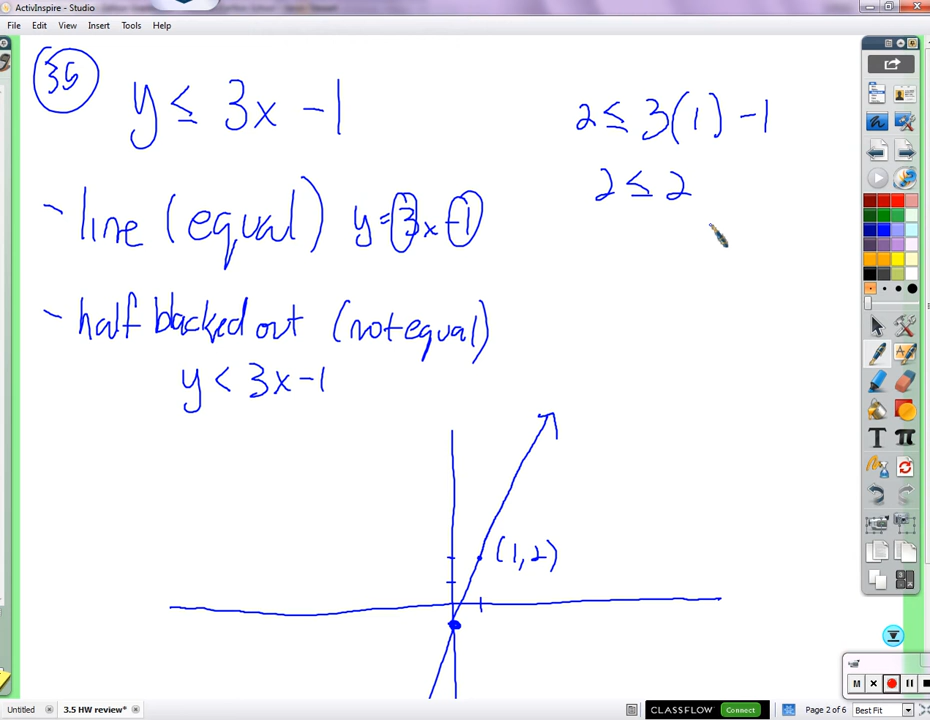 ActivInspire - Studio
File Edit View Insert Tools Help
35
y ≤ 3x - 1
2 ≤ 3(1) - 1
2 ≤ 2
~ line (equal) y = 3x - 1
~ half blacked out (not equal)
y < 3x - 1
(1, 2)
M
Untitled 3.5 HW review* CLASSFLOW Connect Page 2 of 6 Best Fit